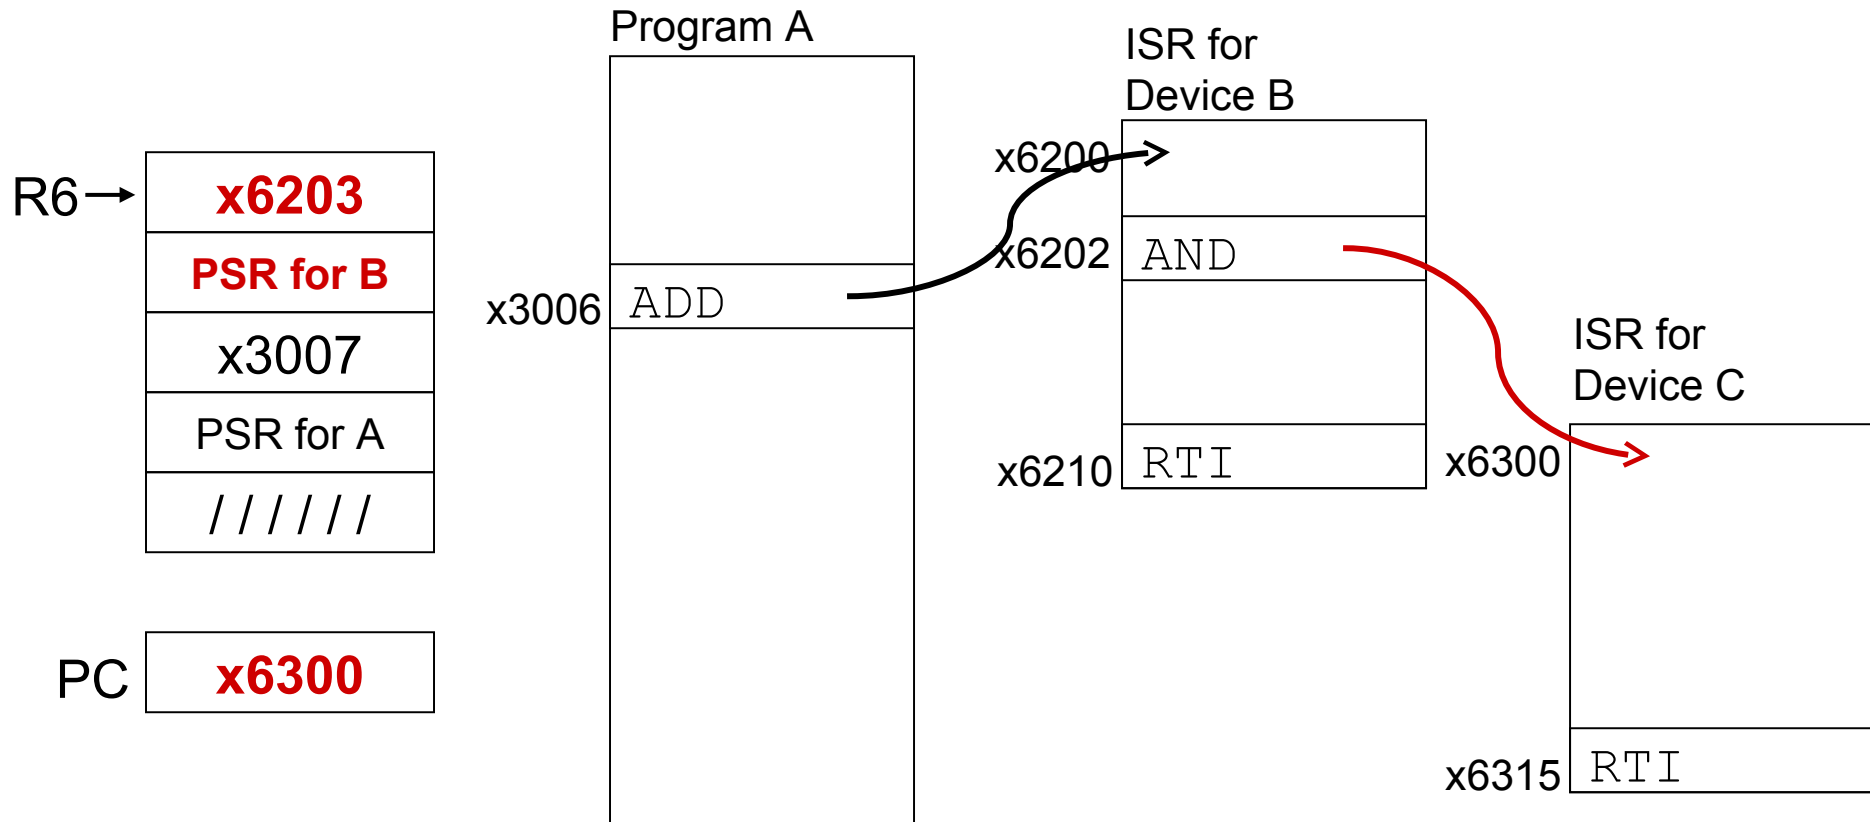 Program A
ISR for
Device B
x6200
R6
x6203
x6202
AND
PSR for B
x3006
ADD
x3007
ISR for
Device C
PSR for A
x6210
RTI
x6300
//////
PC
x6300
x6315
RTI